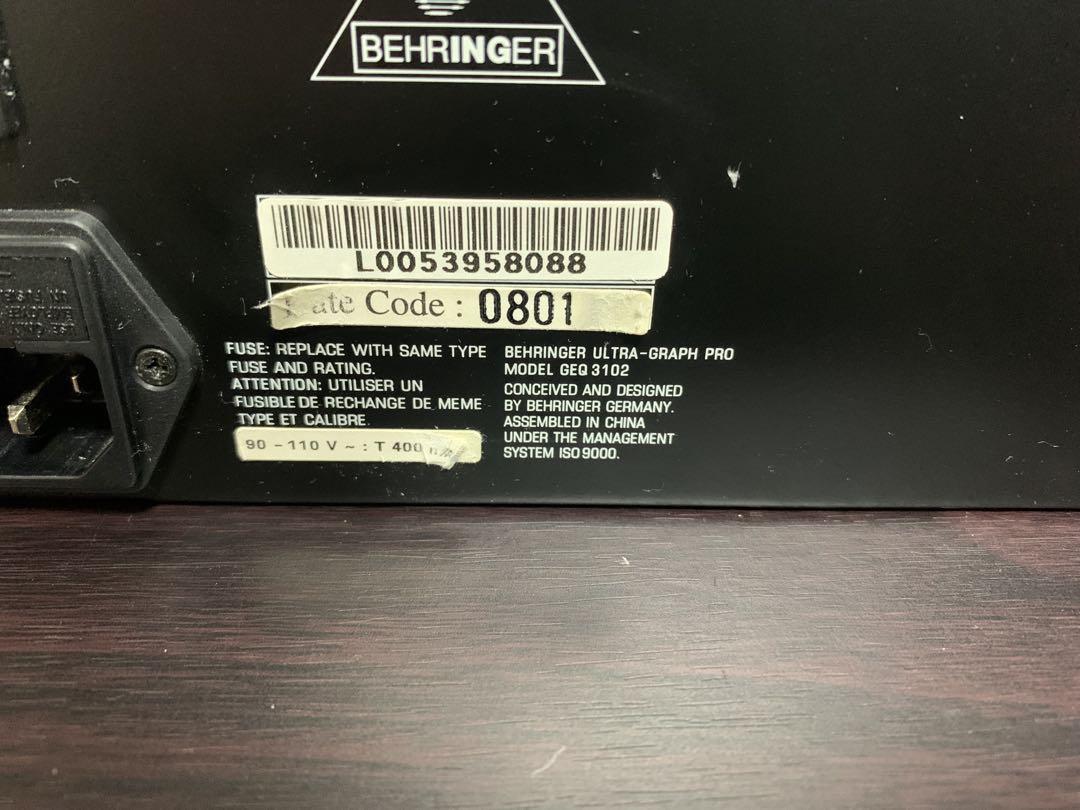 BEHRINGER
L0053958088
Code : 0801
FUSE: REPLACE WITH SAME TYPE
FUSE AND RATING.
ATTENTION: UTILISER UN
FUSIBLE DE RECHANGE DE MEME
TYPE ET CALIBRE.
90 - 110 V ~ : T 400
BEHRINGER ULTRA-GRAPH PRO
MODEL GEQ 3102
CONCEIVED AND DESIGNED
BY BEHRINGER GERMANY.
ASSEMBLED IN CHINA
UNDER THE MANAGEMENT
SYSTEM ISO 9000.